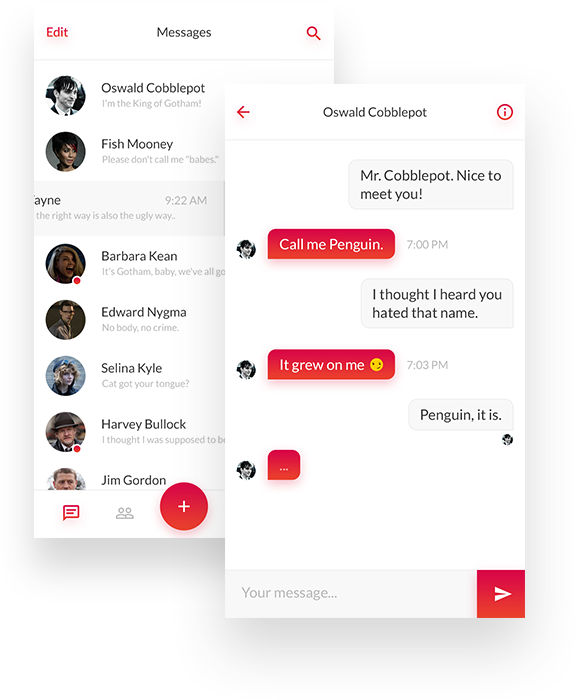 Edit
Messages
Oswald Cobblepot
I'm the King of Gotham!
Fish Mooney
Please don't call me "babes."
ayne
9:22 AM
the right way is also the ugly way..
Barbara Kean
It's Gotham, baby, we've all go
Edward Nygma
No body, no crime.
Selina Kyle
Cat got your tongue?
Harvey Bullock
I thought I was supposed to be
Jim Gordon
Oswald Cobblepot
Mr. Cobblepot. Nice to
meet you!
Call me Penguin.
7:00 PM
I thought I heard you
hated that name.
It grew on me 😏
7:03 PM
Penguin, it is.
...
Your message...